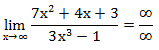 lim x→∞ (7x² + 4x + 3)/(3x³ − 1) = ∞/∞